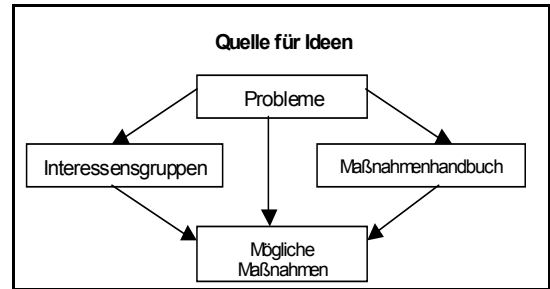 Quelle für Ideen
Probleme
Interessensgruppen
Maßnahmenhandbuch
Mögliche
Maßnahmen